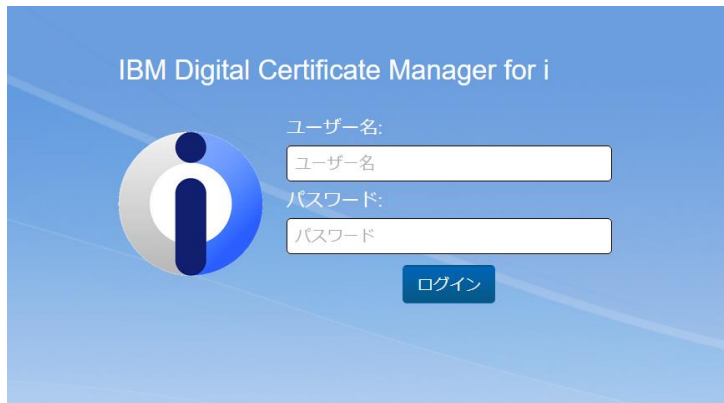 IBM Digital Certificate Manager for i
ユーザー名:
ユーザー名
パスワード:
パスワード
ログイン